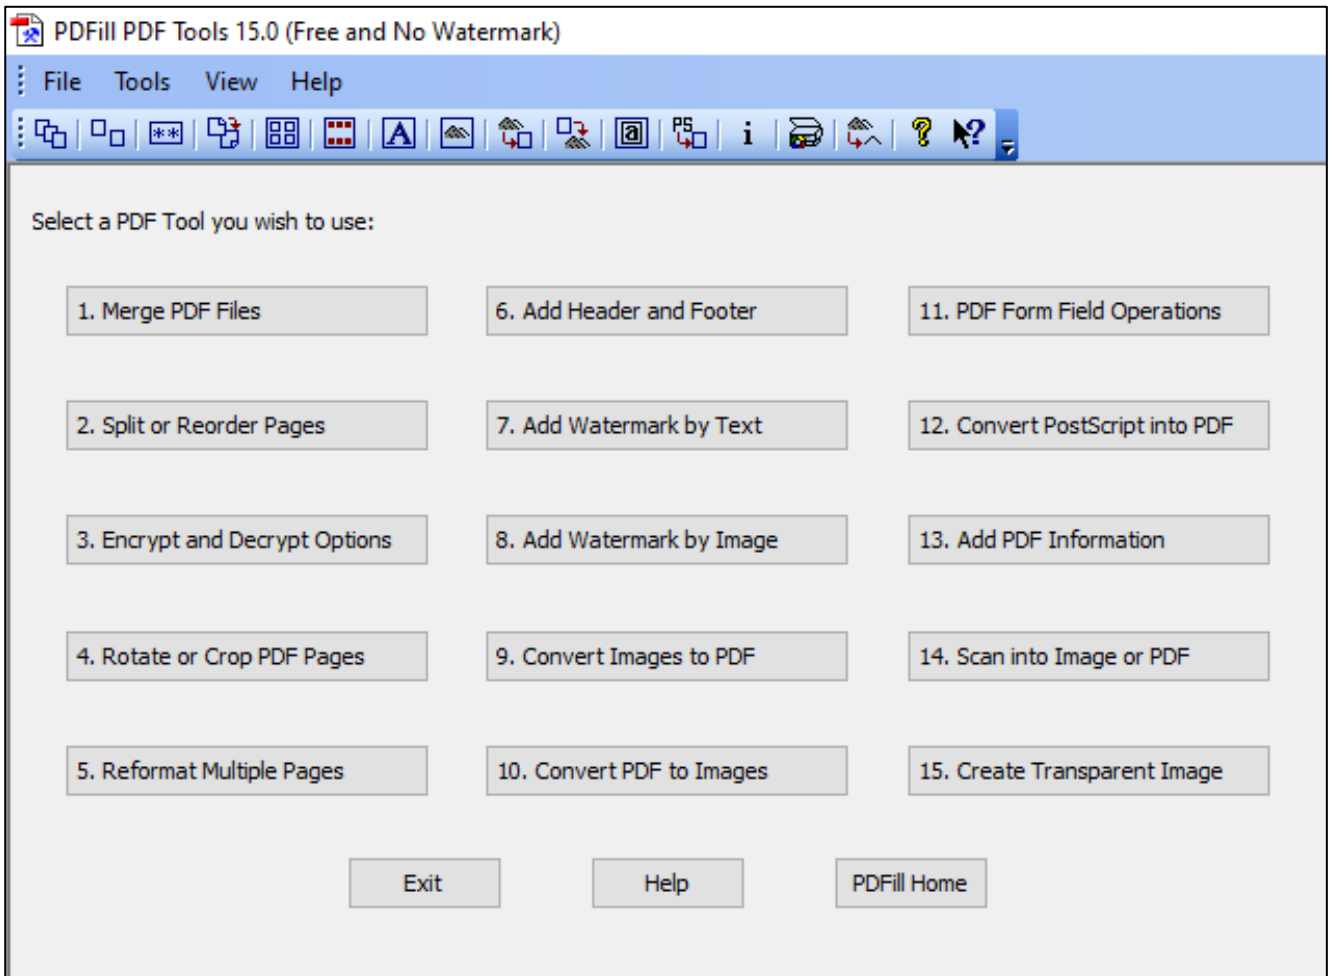 PDFill PDF Tools 15.0 (Free and No Watermark)
File Tools View Help
** A a PS i ? ?
Select a PDF Tool you wish to use:
1. Merge PDF Files
2. Split or Reorder Pages
3. Encrypt and Decrypt Options
4. Rotate or Crop PDF Pages
5. Reformat Multiple Pages
6. Add Header and Footer
7. Add Watermark by Text
8. Add Watermark by Image
9. Convert Images to PDF
10. Convert PDF to Images
11. PDF Form Field Operations
12. Convert PostScript into PDF
13. Add PDF Information
14. Scan into Image or PDF
15. Create Transparent Image
Exit Help PDFill Home